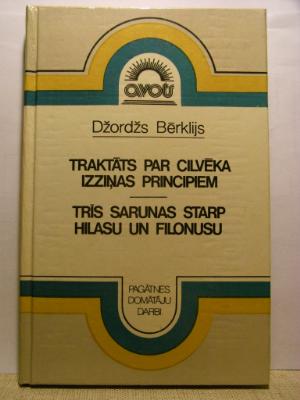 avots
Džordžs Bērklijs
TRAKTĀTS PAR CILVĒKA
IZZIŅAS PRINCIPIEM
TRĪS SARUNAS STARP
HILASU UN FILONUSU
PAGĀTNES
DOMĀTĀJU
DARBI